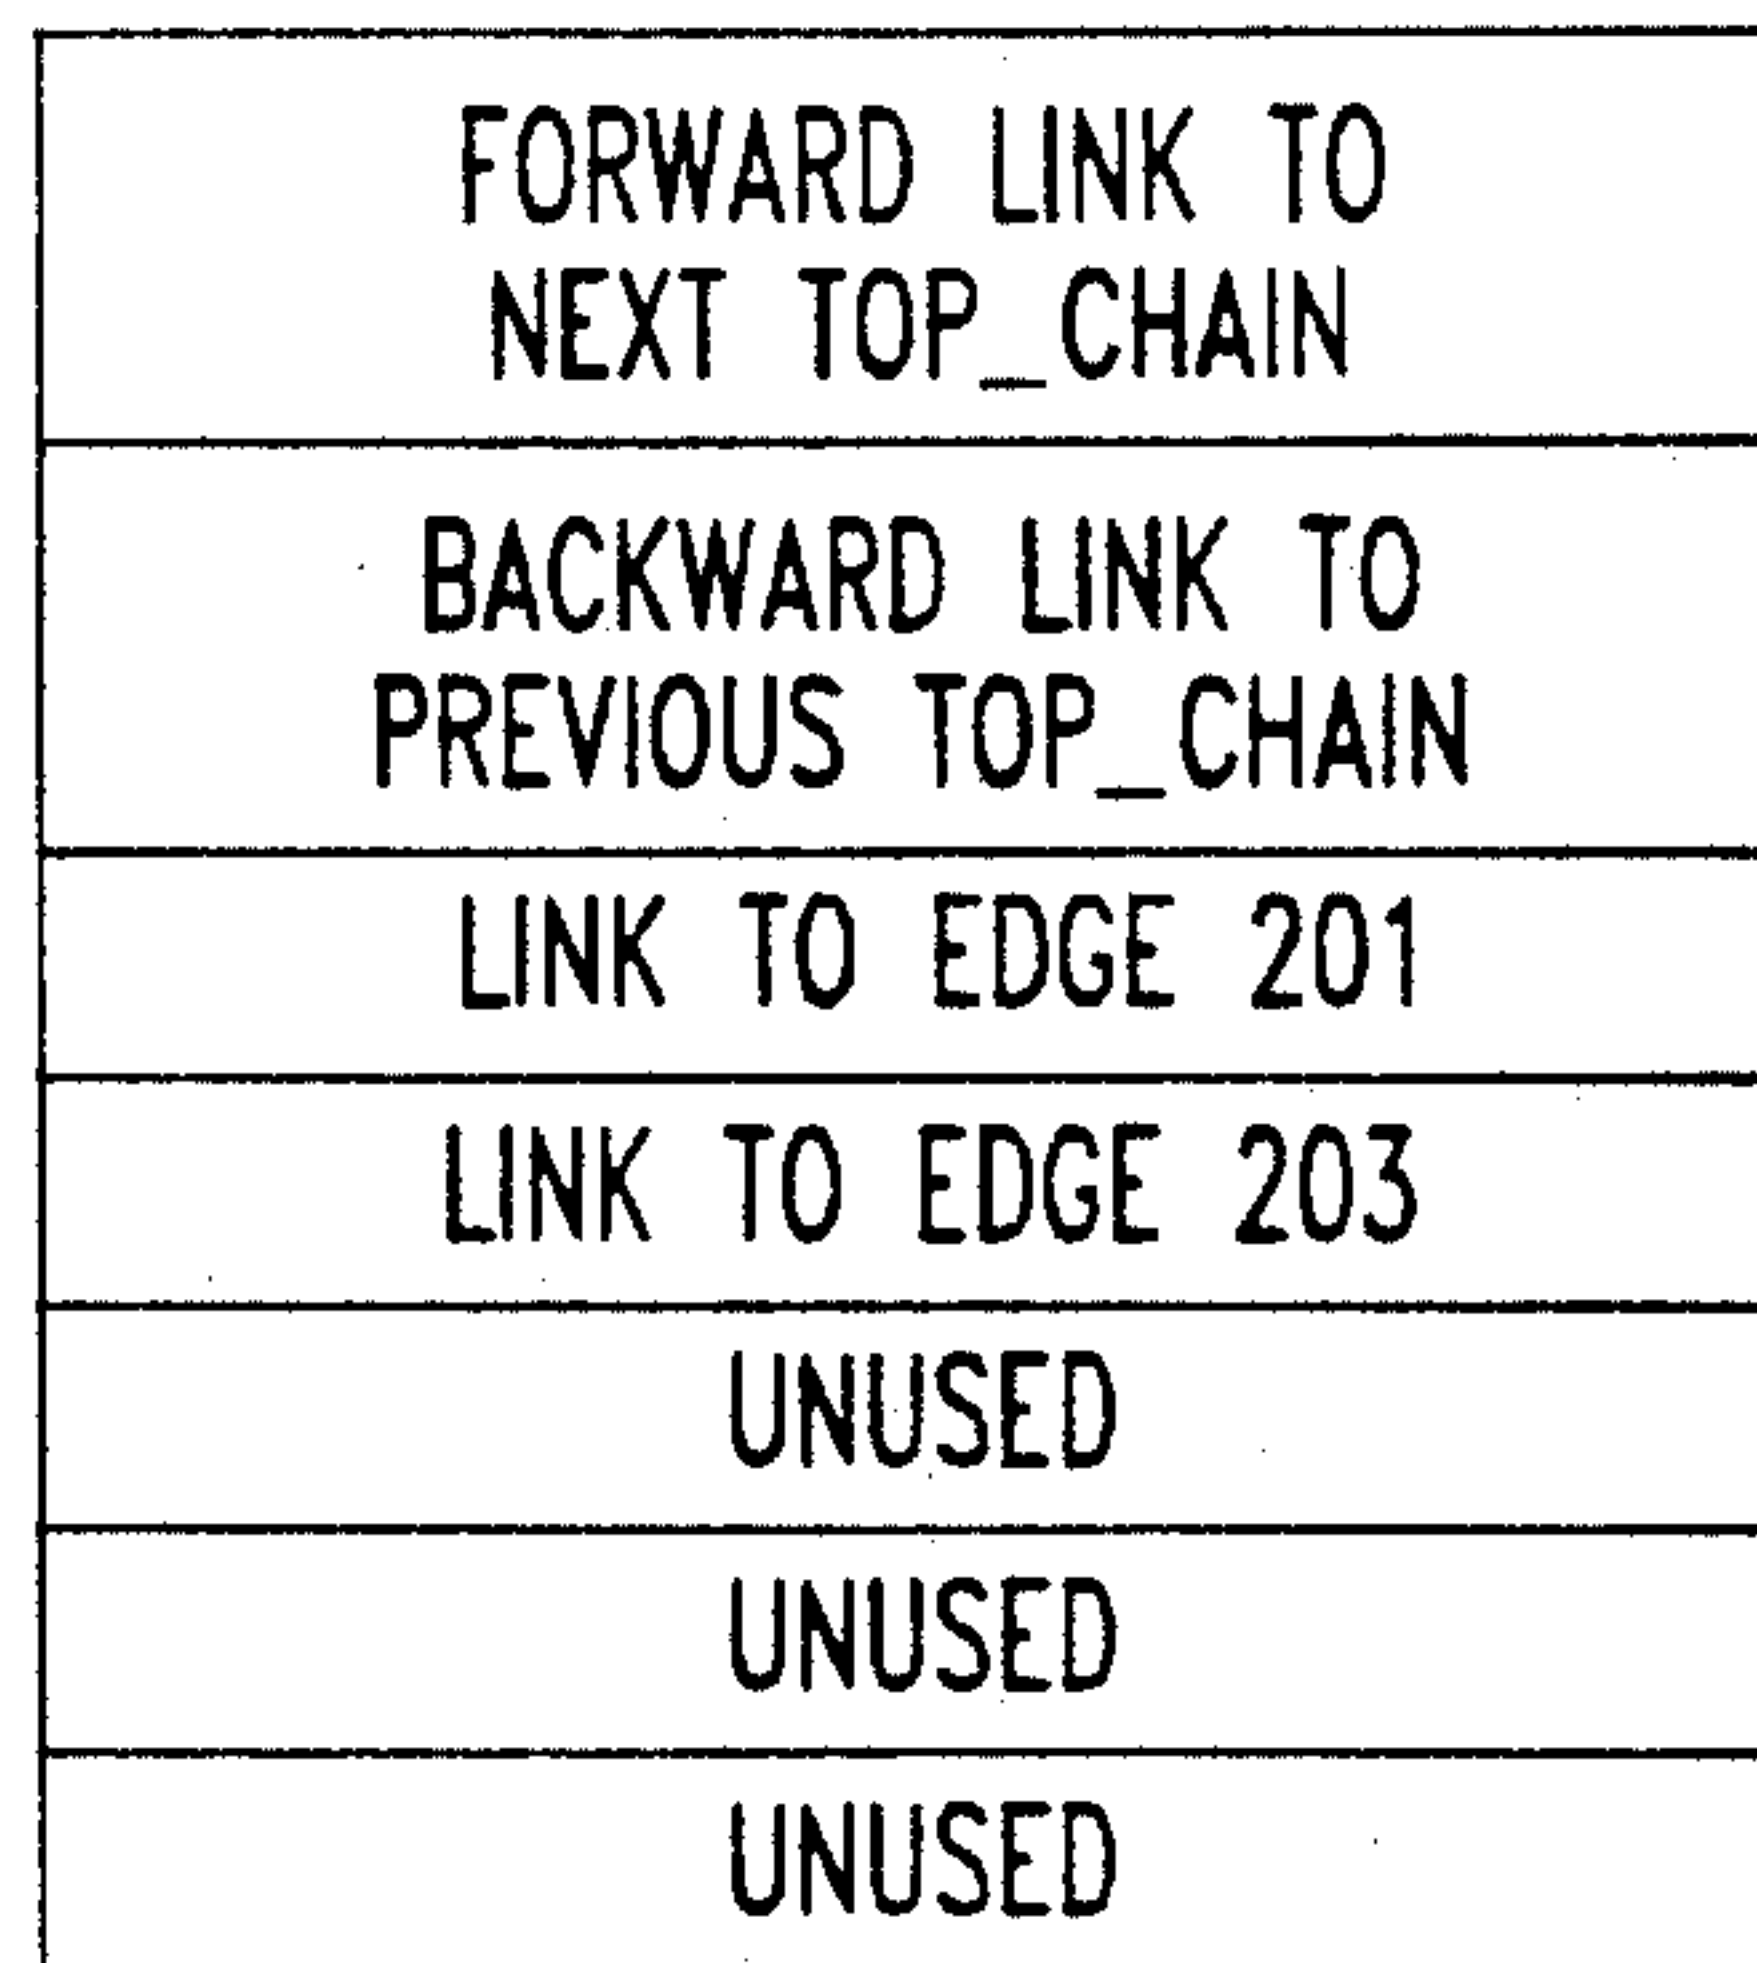 FORWARD LINK TO
NEXT TOP_CHAIN
BACKWARD LINK TO
PREVIOUS TOP_CHAIN
LINK TO EDGE 201
LINK TO EDGE 203
UNUSED
UNUSED
UNUSED